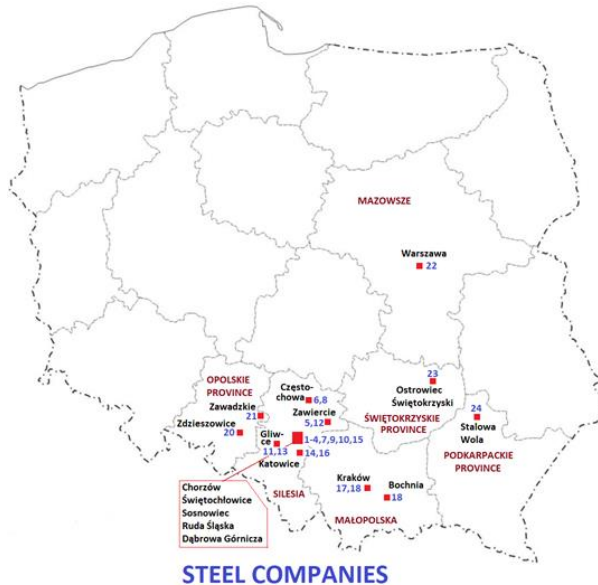 MAZOWSZE
Warszawa
22
OPOLSKIE
PROVINCE
Często-
chowa
6,8
23
Ostrowiec
Świętokrzyski
Zawadzkie
21
Zawiercie
5,12
ŚWIĘTOKRZYSKIE
PROVINCE
24
Stalowa
Wola
Zdzieszowice
20
Gliw-
ce
11,13
1-4,7,9,10,15
14,16
Katowice
PODKARPACKIE
PROVINCE
Chorzów
Świętochłowice
Sosnowiec
Ruda Śląska
Dąbrowa Górnicza
SILESIA
Kraków
17,18
Bochnia
18
MAŁOPOLSKA
STEEL COMPANIES